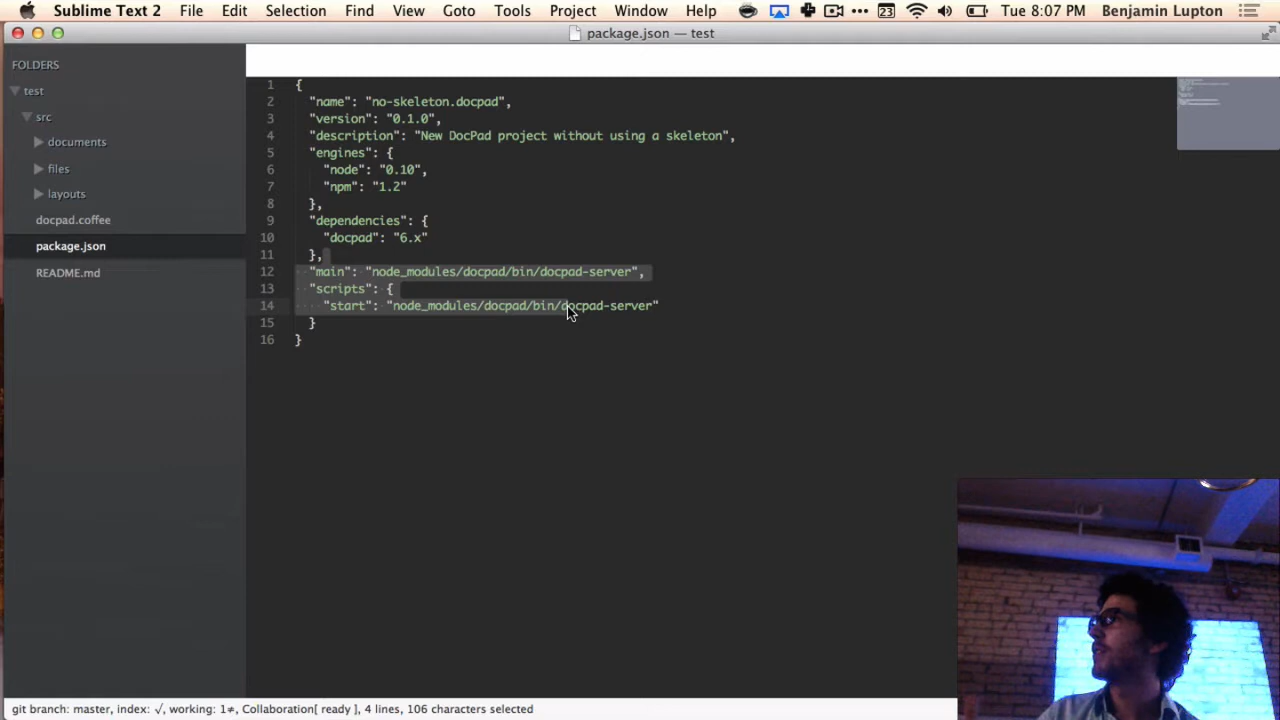 Sublime Text 2 File Edit Selection Find View Goto Tools Project Window Help 23 Tue 8:07 PM Benjamin Lupton
package.json — test
FOLDERS
test
src
documents
files
layouts
docpad.coffee
package.json
README.md
1 {
2 "name": "no-skeleton.docpad",
3 "version": "0.1.0",
4 "description": "New DocPad project without using a skeleton",
5 "engines": {
6 "node": "0.10",
7 "npm": "1.2"
8 },
9 "dependencies": {
10 "docpad": "6.x"
11 },
12 "main": "node_modules/docpad/bin/docpad-server",
13 "scripts": {
14 "start": "node_modules/docpad/bin/docpad-server"
15 }
16 }
git branch: master, index: √, working: 1≠, Collaboration[ ready ], 4 lines, 106 characters selected